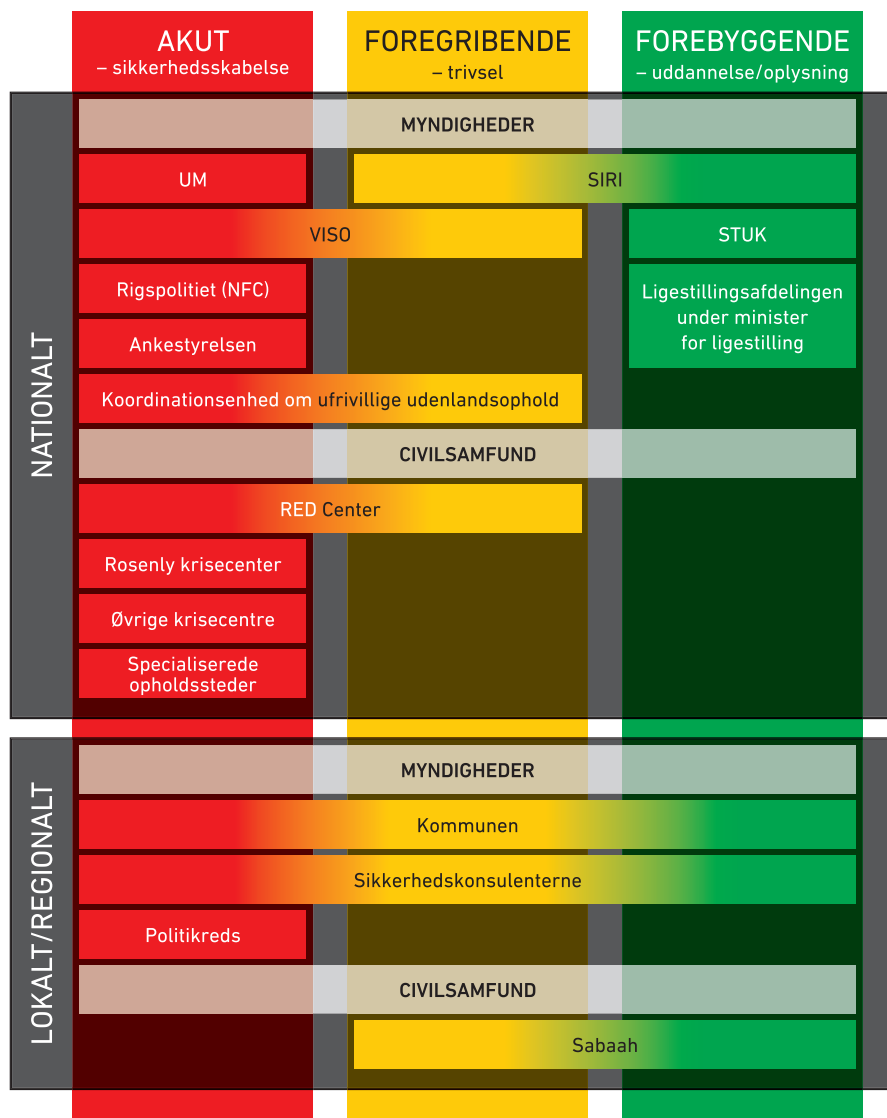 AKUT
– sikkerhedsskabelse
FOREGRIBENDE
– trivsel
FOREBYGGENDE
– uddannelse/oplysning
NATIONALT
MYNDIGHEDER
UM
SIRI
VISO
STUK
Rigspolitiet (NFC)
Ligestillingsafdelingen
under minister
for ligestilling
Ankestyrelsen
Koordinationsenhed om ufrivillige udenlandsophold
CIVILSAMFUND
RED Center
Rosenly krisecenter
Øvrige krisecentre
Specialiserede
opholdssteder
LOKALT/REGIONALT
MYNDIGHEDER
Kommunen
Sikkerhedskonsulenterne
Politikreds
CIVILSAMFUND
Sabaah